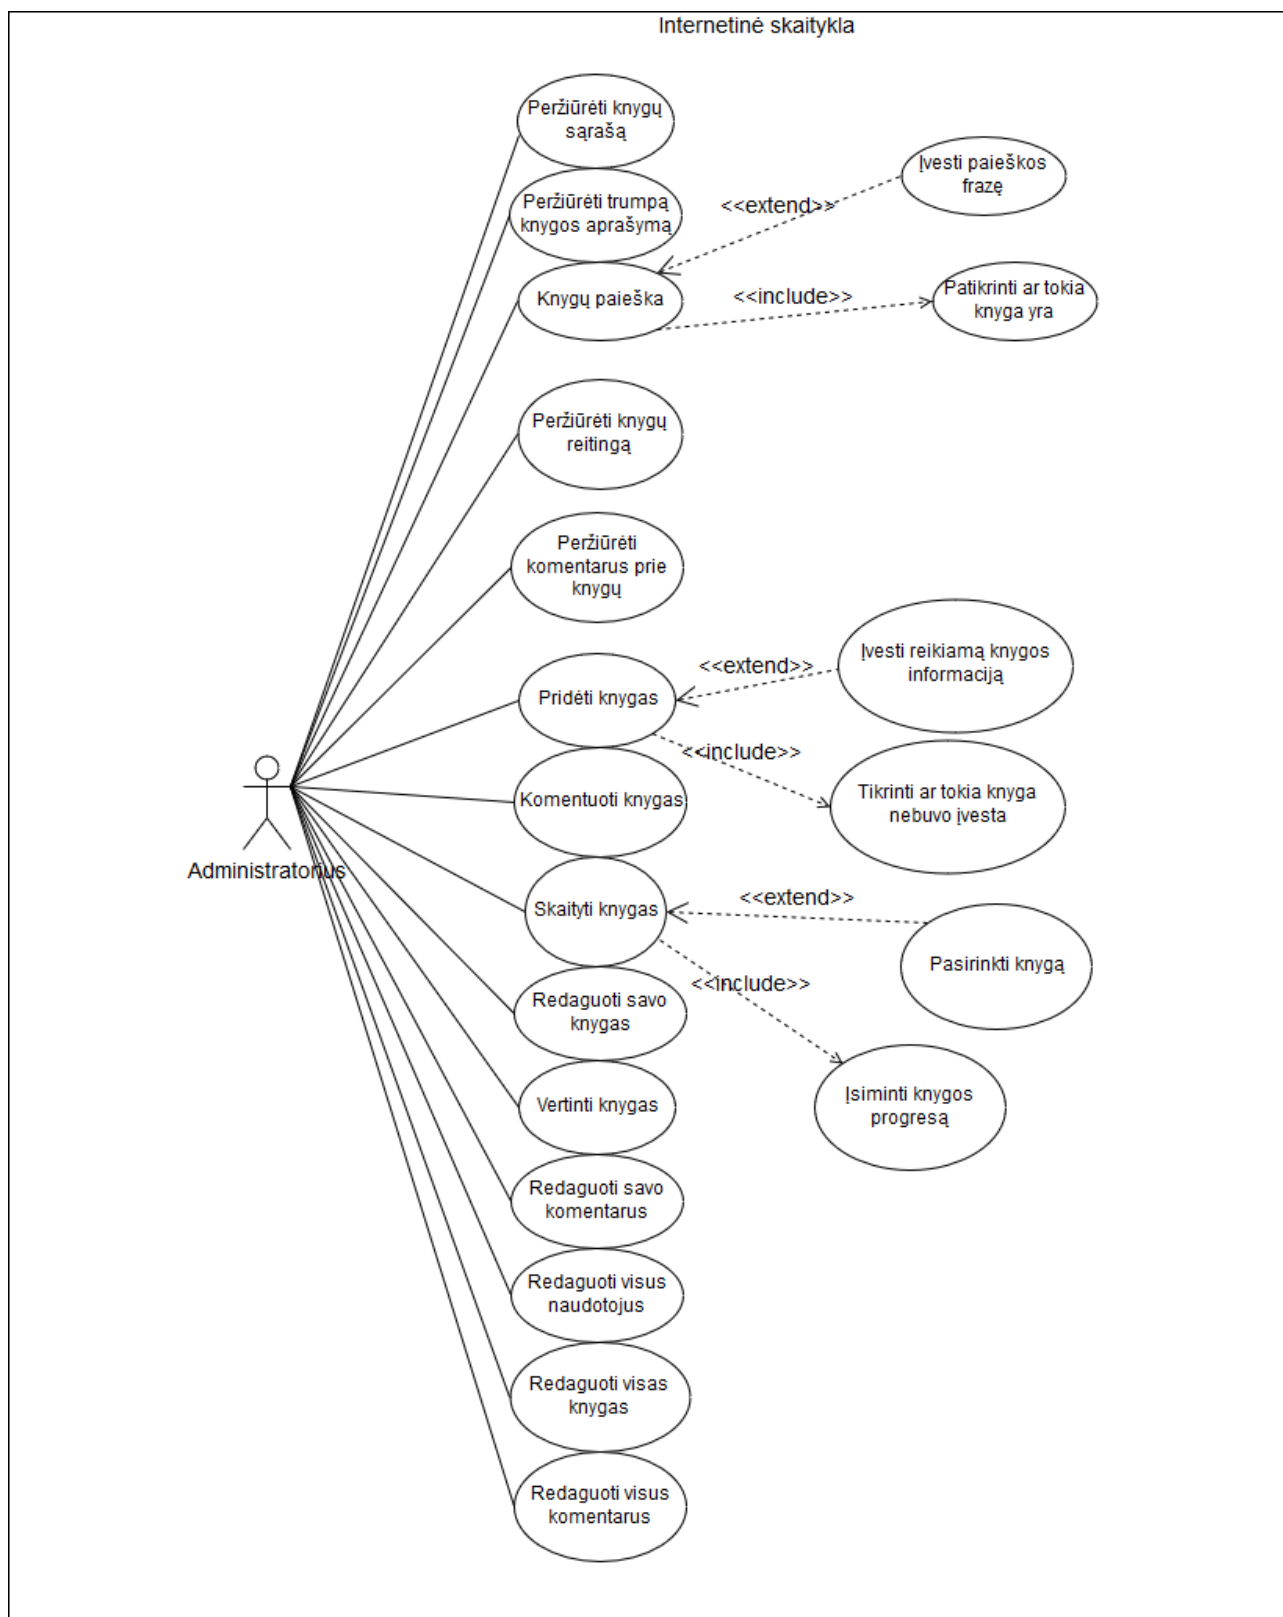 Internetinė skaitykla
Peržiūrėti knygų
sąrašą
Įvesti paieškos
frazę
Peržiūrėti trumpą
knygos aprašymą
<<extend>>
Knygų paieška
<<include>>
Patikrinti ar tokia
knyga yra
Peržiūrėti knygų
reitingą
Peržiūrėti
komentarus prie
knygų
Įvesti reikiamą knygos
informaciją
<<extend>>
Pridėti knygas
<<include>>
Tikrinti ar tokia knyga
nebuvo įvesta
Komentuoti knygas
Administratorius
<<extend>>
Skaityti knygas
Pasirinkti knygą
<<include>>
Redaguoti savo
knygas
Vertinti knygas
Įsiminti knygos
progresą
Redaguoti savo
komentarus
Redaguoti visus
naudotojus
Redaguoti visas
knygas
Redaguoti visus
komentarus